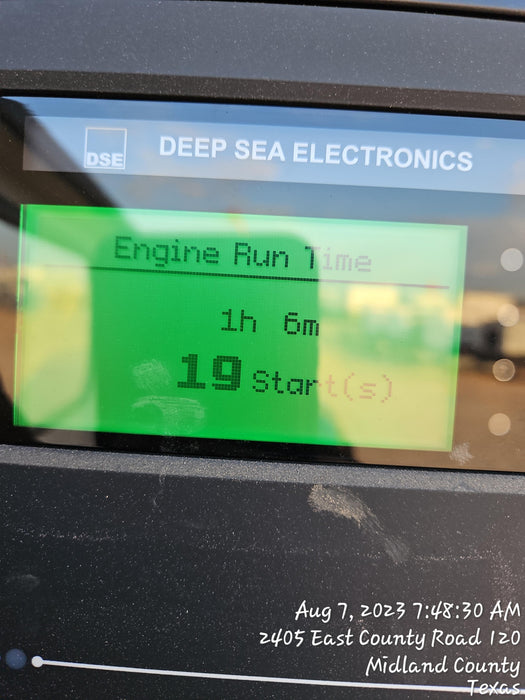 DSE DEEP SEA ELECTRONICS
Engine Run Time
1h 6m
19 Start(s)
Aug 7, 2023 7:48:30 AM
2405 East County Road 120
Midland County
Texas